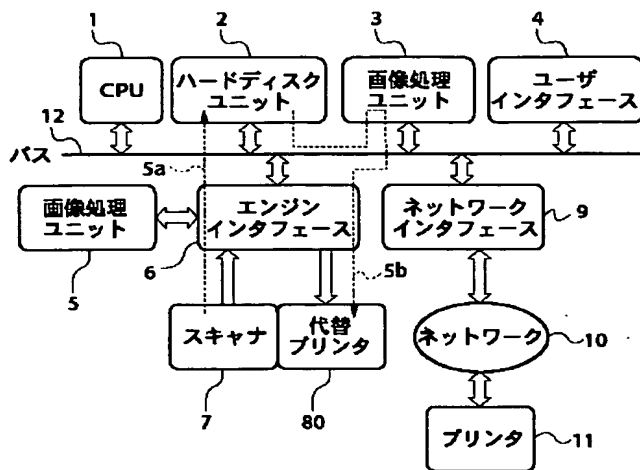 1
2
3
4
CPU
ハードディスク
ユニット
画像処理
ユニット
ユーザ
インタフェース
12
バス
5a
画像処理
ユニット
エンジン
インタフェース
ネットワーク
インタフェース
9
5
6
5b
スキャナ
代替
プリンタ
ネットワーク
10
7
80
プリンタ
11